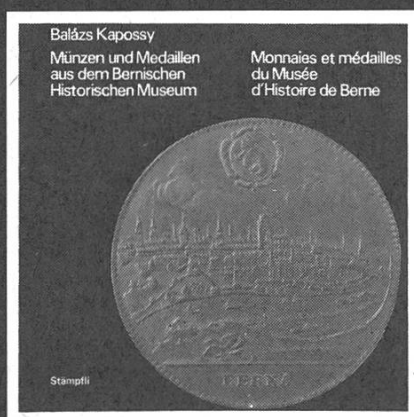 Balázs Kapossy
Münzen und Medaillen
aus dem Bernischen
Historischen Museum
Monnaies et médailles
du Musée
d'Histoire de Berne
Stämpfli